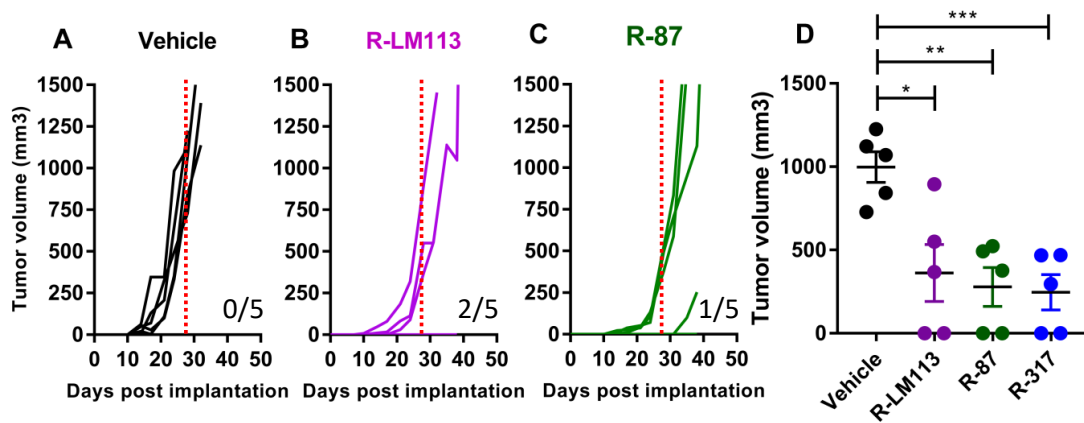 A
Vehicle
Tumor volume (mm3)
1500
1250
1000
750
500
250
0
0/5
0 10 20 30 40 50
Days post implantation
B
R-LM113
1500
1250
1000
750
500
250
0
2/5
0 10 20 30 40 50
Days post implantation
C
R-87
1500
1250
1000
750
500
250
0
1/5
0 10 20 30 40 50
Days post implantation
D
***
**
*
Tumor volume (mm3)
1500
1000
500
0
Vehicle
R-LM113
R-87
R-317